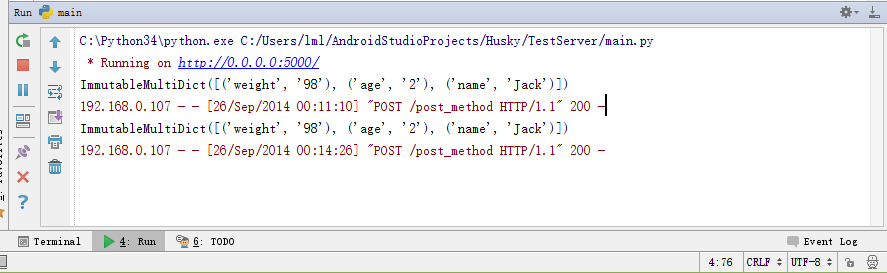 Run main
C:\Python34\python.exe C:/Users/lml/AndroidStudioProjects/Husky/TestServer/main.py
* Running on http://0.0.0.0:5000/
ImmutableMultiDict([('weight', '98'), ('age', '2'), ('name', 'Jack')])
192.168.0.107 - - [26/Sep/2014 00:11:10] "POST /post_method HTTP/1.1" 200 -
ImmutableMultiDict([('weight', '98'), ('age', '2'), ('name', 'Jack')])
192.168.0.107 - - [26/Sep/2014 00:14:26] "POST /post_method HTTP/1.1" 200 -
Terminal 4: Run 6: TODO Event Log
4:76 CRLF UTF-8